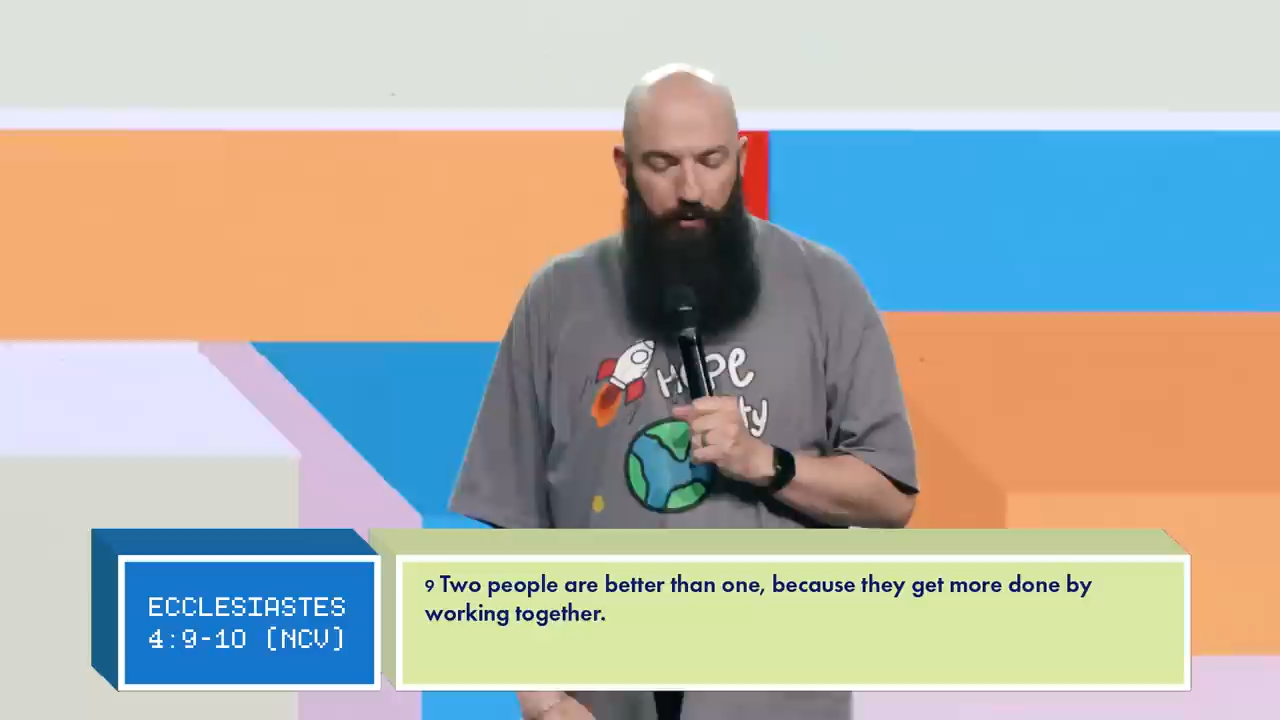 HOPE
ECCLESIASTES
4:9-10 [NCV]
9 Two people are better than one, because they get more done by
working together.